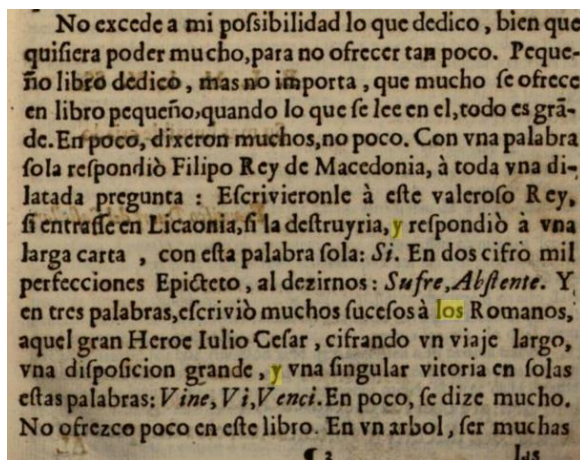 No excede a mi poſsibilidad lo que dedico, bien que
quiſiera poder mucho, para no ofrecer tan poco. Peque-
ño libro dedico, mas no importa, que mucho ſe ofrece
en libro pequeño, quando lo que ſe lee en el, todo es grā-
de. En poco, dixeron muchos, no poco. Con vna palabra
ſola reſpondiò Filipo Rey de Macedonia, à toda vna di-
latada pregunta : Eſcrivieronle à eſte valeroſo Rey,
ſi entraſſe en Licaonia, ſi la deſtruyria, y reſpondiò à vna
larga carta , con eſta palabra ſola: Si. En dos cifrò mil
perfecciones Epicteto, al dezirnos: Sufre, Abſtente. Y
en tres palabras, eſcriviò muchos ſuceſos à los Romanos,
aquel gran Heroe Iulio Ceſar, cifrando vn viaje largo,
vna diſpoſicion grande, y vna ſingular vitoria en ſolas
eſtas palabras: Vine, Vi, Venci. En poco, ſe dize mucho.
No ofrezco poco en eſte libro. En vn arbol, ſer muchas
¶ 2 las